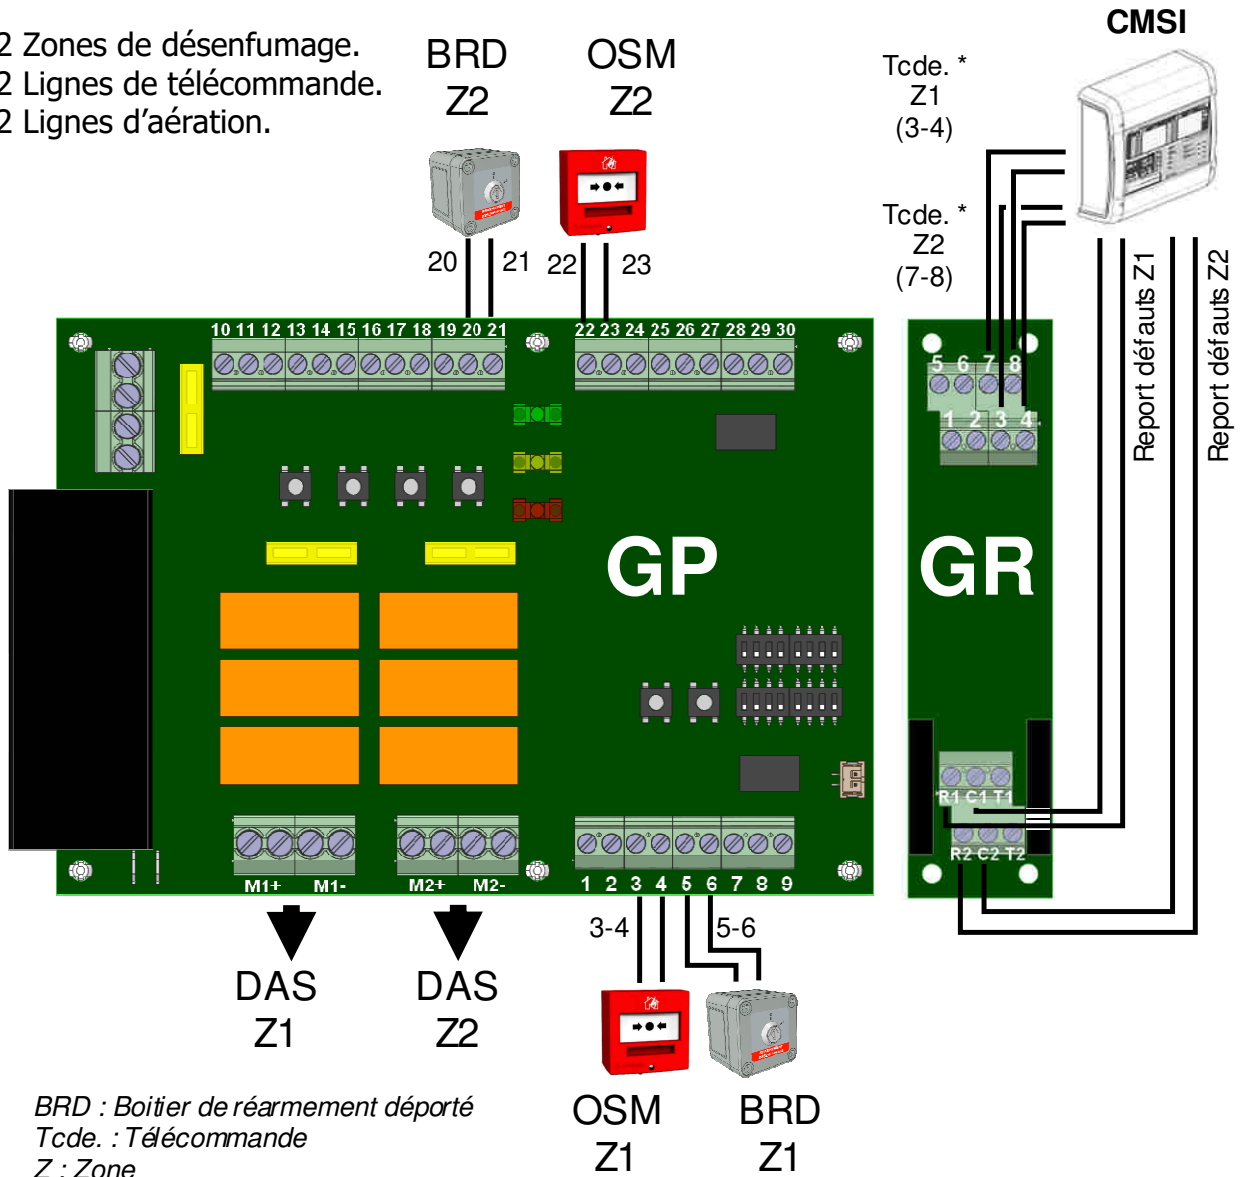 CMSI
2 Zones de désenfumage.
2 Lignes de télécommande.
2 Lignes d'aération.
BRD
Z2
OSM
Z2
Tcde. *
Z1
(3-4)
Tcde. *
Z2
(7-8)
20
21
22
23
Report défauts Z1
Report défauts Z2
10 11 12 13 14 15 16 17 18 19 20 21
22 23 24 25 26 27 28 29 30
5 6 7 8
1 2 3 4
GP
GR
R1 C1 T1
R2 C2 T2
M1+ M1-
M2+ M2-
1 2 3 4 5 6 7 8 9
3-4
5-6
DAS
Z1
DAS
Z2
OSM
Z1
BRD
Z1
BRD : Boitier de réarmement déporté
Tcde. : Télécommande
Z : Zone